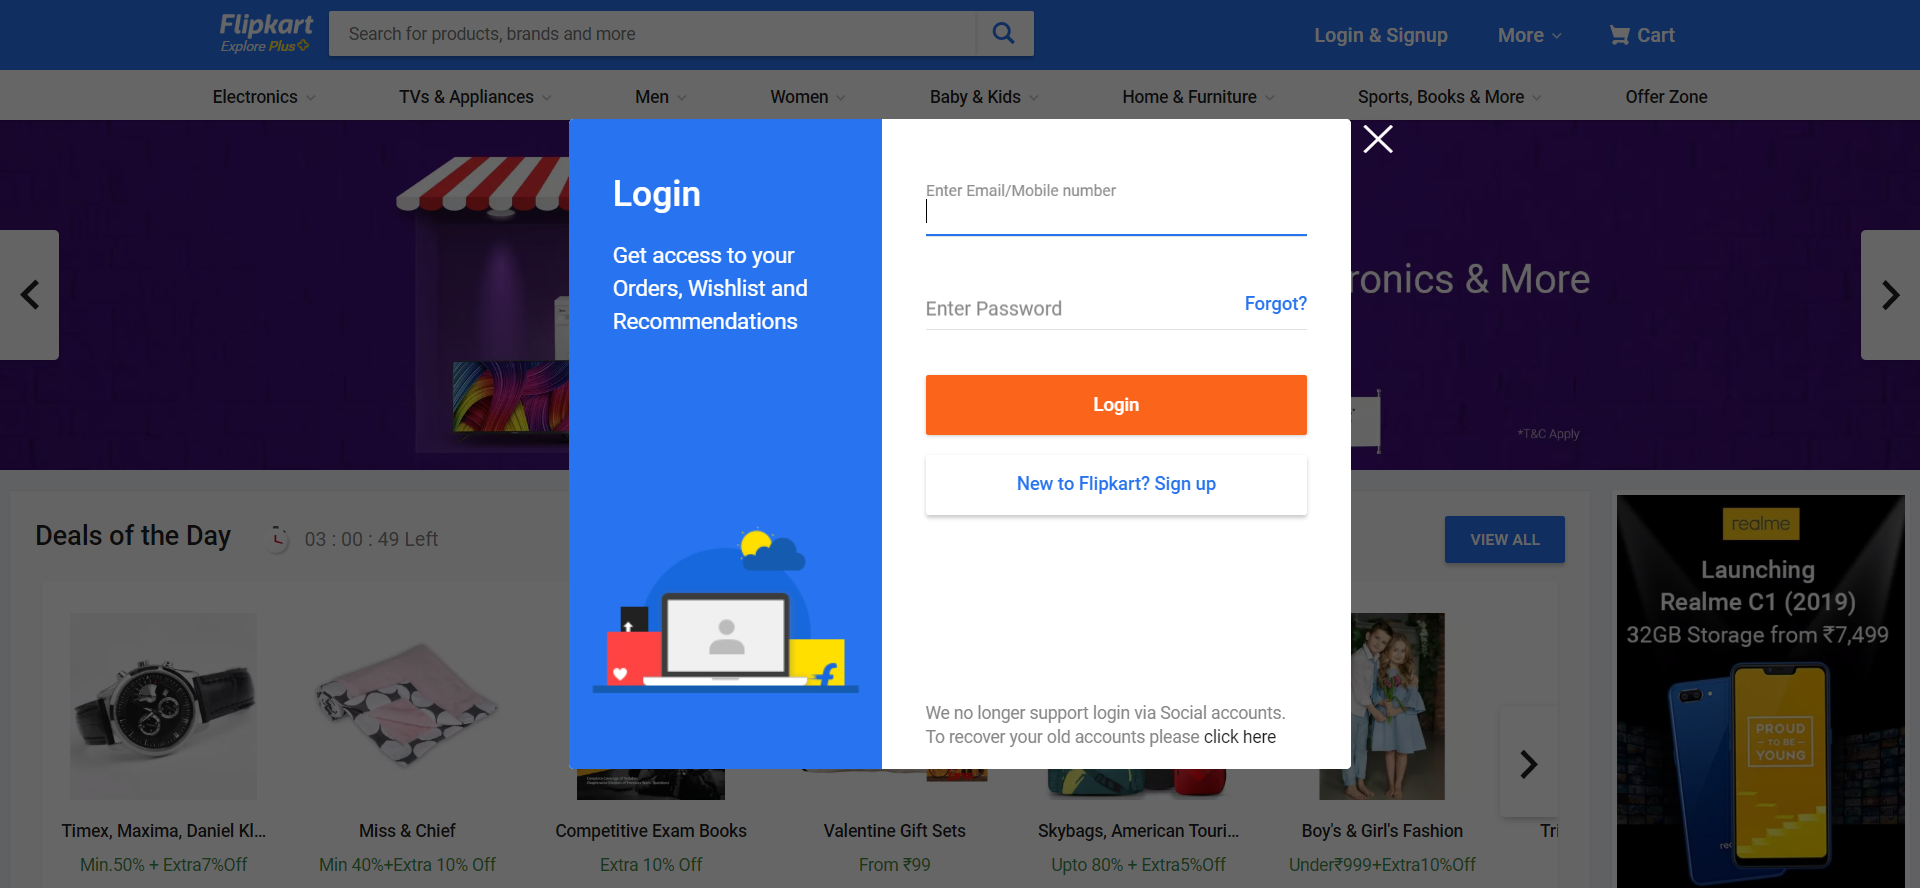 Flipkart
Explore Plus
Search for products, brands and more
Login & Signup
More
Cart
Electronics
TVs & Appliances
Men
Women
Baby & Kids
Home & Furniture
Sports, Books & More
Offer Zone
Login
Get access to your
Orders, Wishlist and
Recommendations
Enter Email/Mobile number
Enter Password
Forgot?
Login
New to Flipkart? Sign up
We no longer support login via Social accounts.
To recover your old accounts please click here
ronics & More
*T&C Apply
Deals of the Day
03 : 00 : 49 Left
VIEW ALL
Timex, Maxima, Daniel Kl...
Min.50% + Extra7%Off
Miss & Chief
Min 40%+Extra 10% Off
Competitive Exam Books
Extra 10% Off
Valentine Gift Sets
From ₹99
Skybags, American Touri...
Upto 80% + Extra5%Off
Boy's & Girl's Fashion
Under₹999+Extra10%Off
Tri
realme
Launching
Realme C1 (2019)
32GB Storage from ₹7,499
PROUD
TO BE
YOUNG